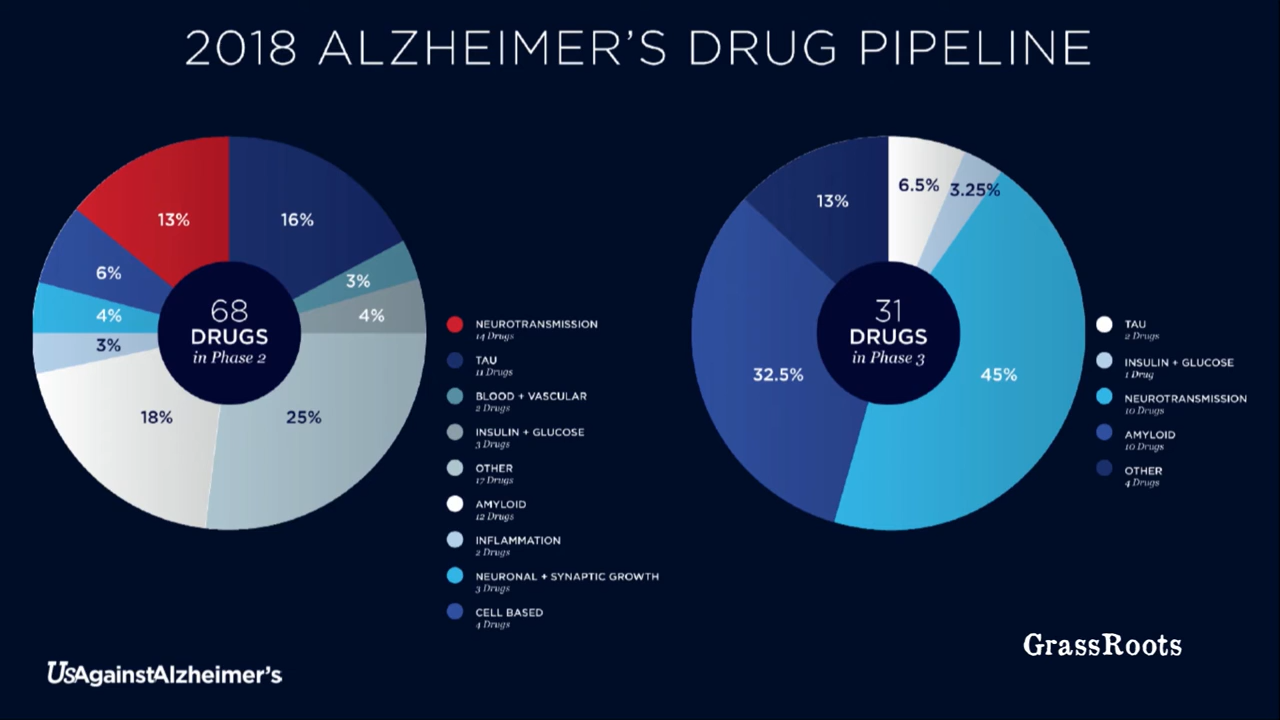 2018 ALZHEIMER'S DRUG PIPELINE
13%
16%
3%
4%
25%
18%
3%
4%
6%
68
DRUGS
in Phase 2
NEUROTRANSMISSION
14 Drugs
TAU
11 Drugs
BLOOD + VASCULAR
2 Drugs
INSULIN + GLUCOSE
3 Drugs
OTHER
17 Drugs
AMYLOID
12 Drugs
INFLAMMATION
2 Drugs
NEURONAL + SYNAPTIC GROWTH
3 Drugs
CELL BASED
4 Drugs
13%
6.5%
3.25%
45%
32.5%
31
DRUGS
in Phase 3
TAU
2 Drugs
INSULIN + GLUCOSE
1 Drug
NEUROTRANSMISSION
10 Drugs
AMYLOID
10 Drugs
OTHER
4 Drugs
UsAgainstAlzheimer's
GrassRoots